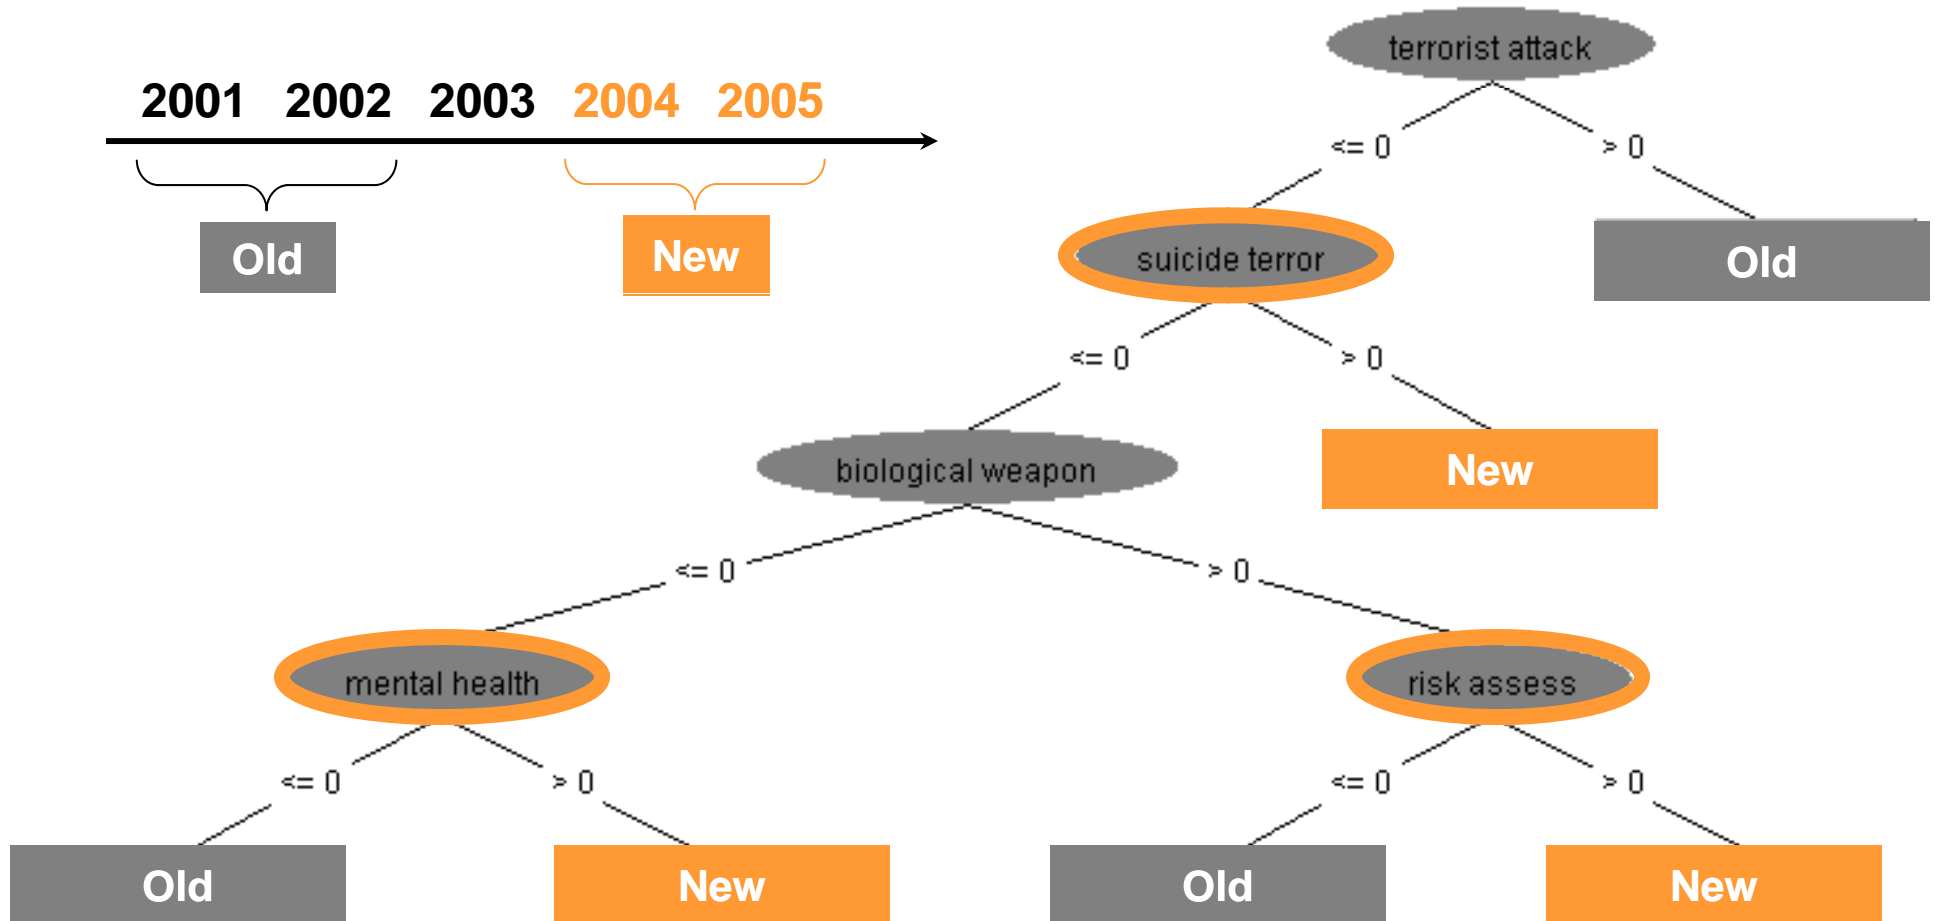 terrorist attack
2001 2002 2003 2004 2005
<= 0
> 0
Old
New
suicide terror
Old
<= 0
> 0
biological weapon
New
<= 0
> 0
mental health
risk assess
<= 0
> 0
<= 0
> 0
Old
New
Old
New